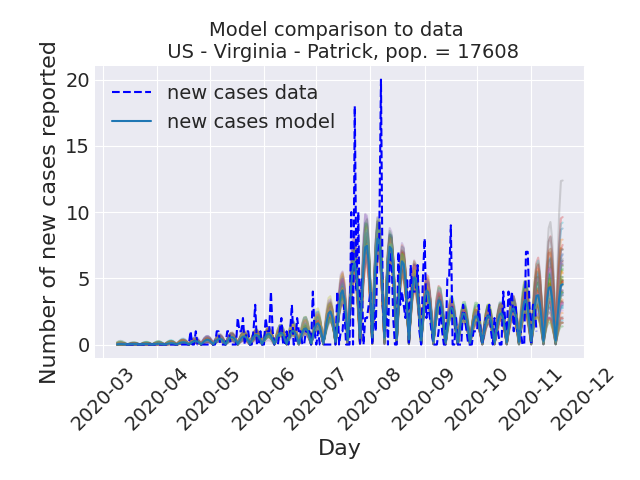 Model comparison to data
US - Virginia - Patrick, pop. = 17608
Number of new cases reported
20
15
10
5
0
new cases data
new cases model
2020-03
2020-04
2020-05
2020-06
2020-07
2020-08
2020-09
2020-10
2020-11
2020-12
Day